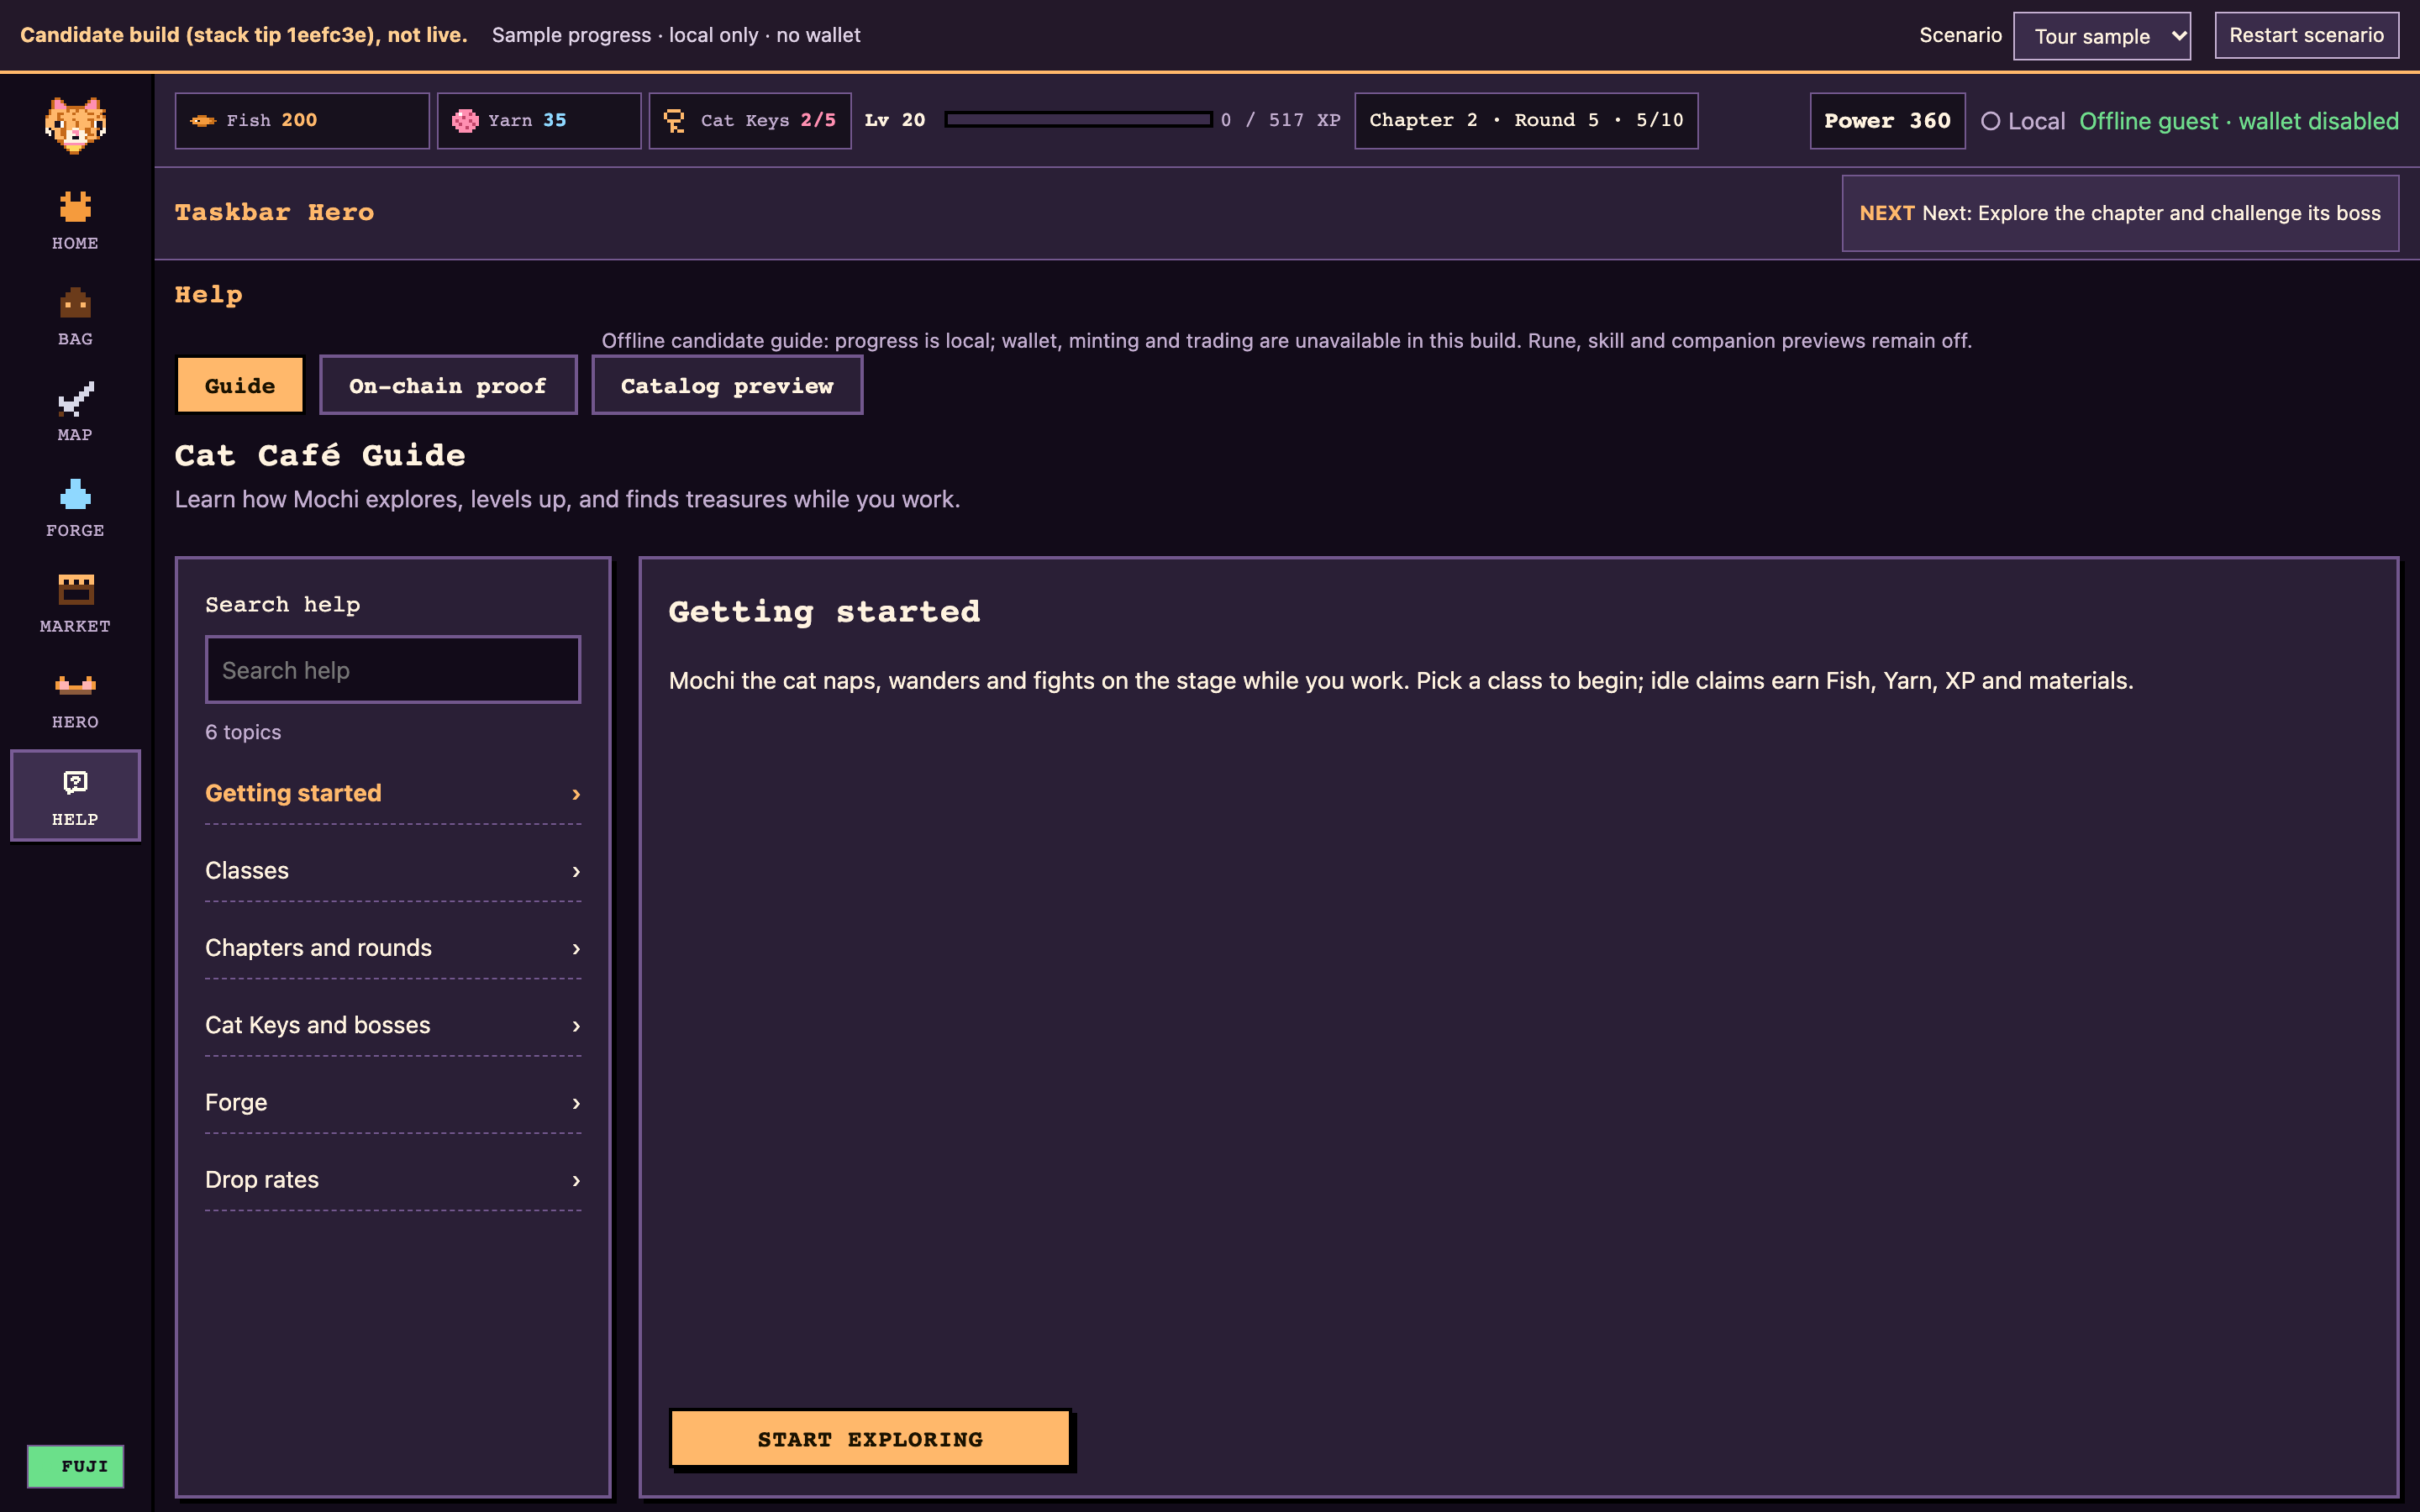 Candidate build (stack tip 1eefc3e), not live. Sample progress · local only · no wallet
Scenario Tour sample Restart scenario
Fish 200 Yarn 35 Cat Keys 2/5 Lv 20 0 / 517 XP Chapter 2 · Round 5 · 5/10 Power 360 Local Offline guest · wallet disabled
Taskbar Hero
NEXT Next: Explore the chapter and challenge its boss
HOME
BAG
MAP
FORGE
MARKET
HERO
HELP
FUJI
Help
Offline candidate guide: progress is local; wallet, minting and trading are unavailable in this build. Rune, skill and companion previews remain off.
Guide On-chain proof Catalog preview
Cat Café Guide
Learn how Mochi explores, levels up, and finds treasures while you work.
Search help
Search help
6 topics
Getting started ›
Classes ›
Chapters and rounds ›
Cat Keys and bosses ›
Forge ›
Drop rates ›
Getting started
Mochi the cat naps, wanders and fights on the stage while you work. Pick a class to begin; idle claims earn Fish, Yarn, XP and materials.
START EXPLORING